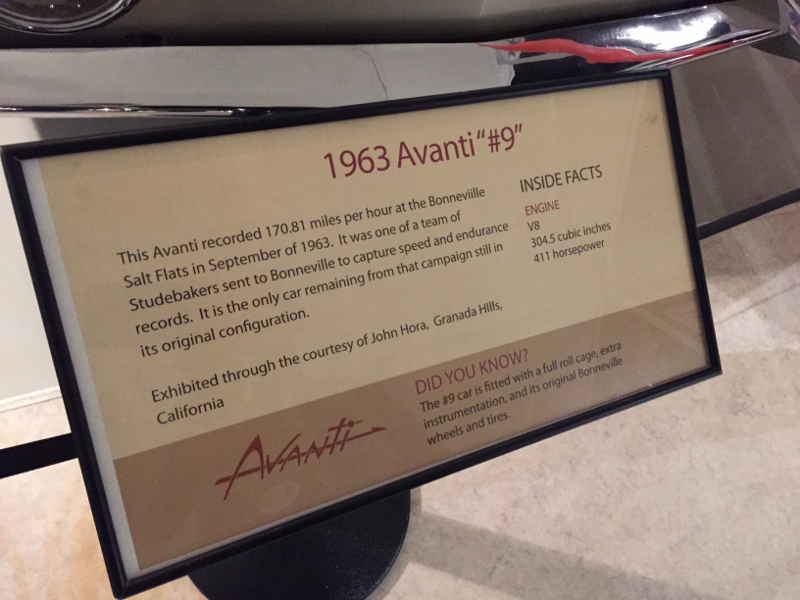 1963 Avanti "#9"
This Avanti recorded 170.81 miles per hour at the Bonneviille
Salt Flats in September of 1963. It was one of a team of
Studebakers sent to Bonneville to capture speed and endurance
records. It is the only car remaining from that campaign still in
its original configuration.
Exhibited through the courtesy of John Hora, Granada HIlls,
California
INSIDE FACTS
ENGINE
V8
304.5 cubic inches
411 horsepower
DID YOU KNOW?
The #9 car is fitted with a full roll cage, extra
instrumentation, and its original Bonneville
wheels and tires.
AVANTI